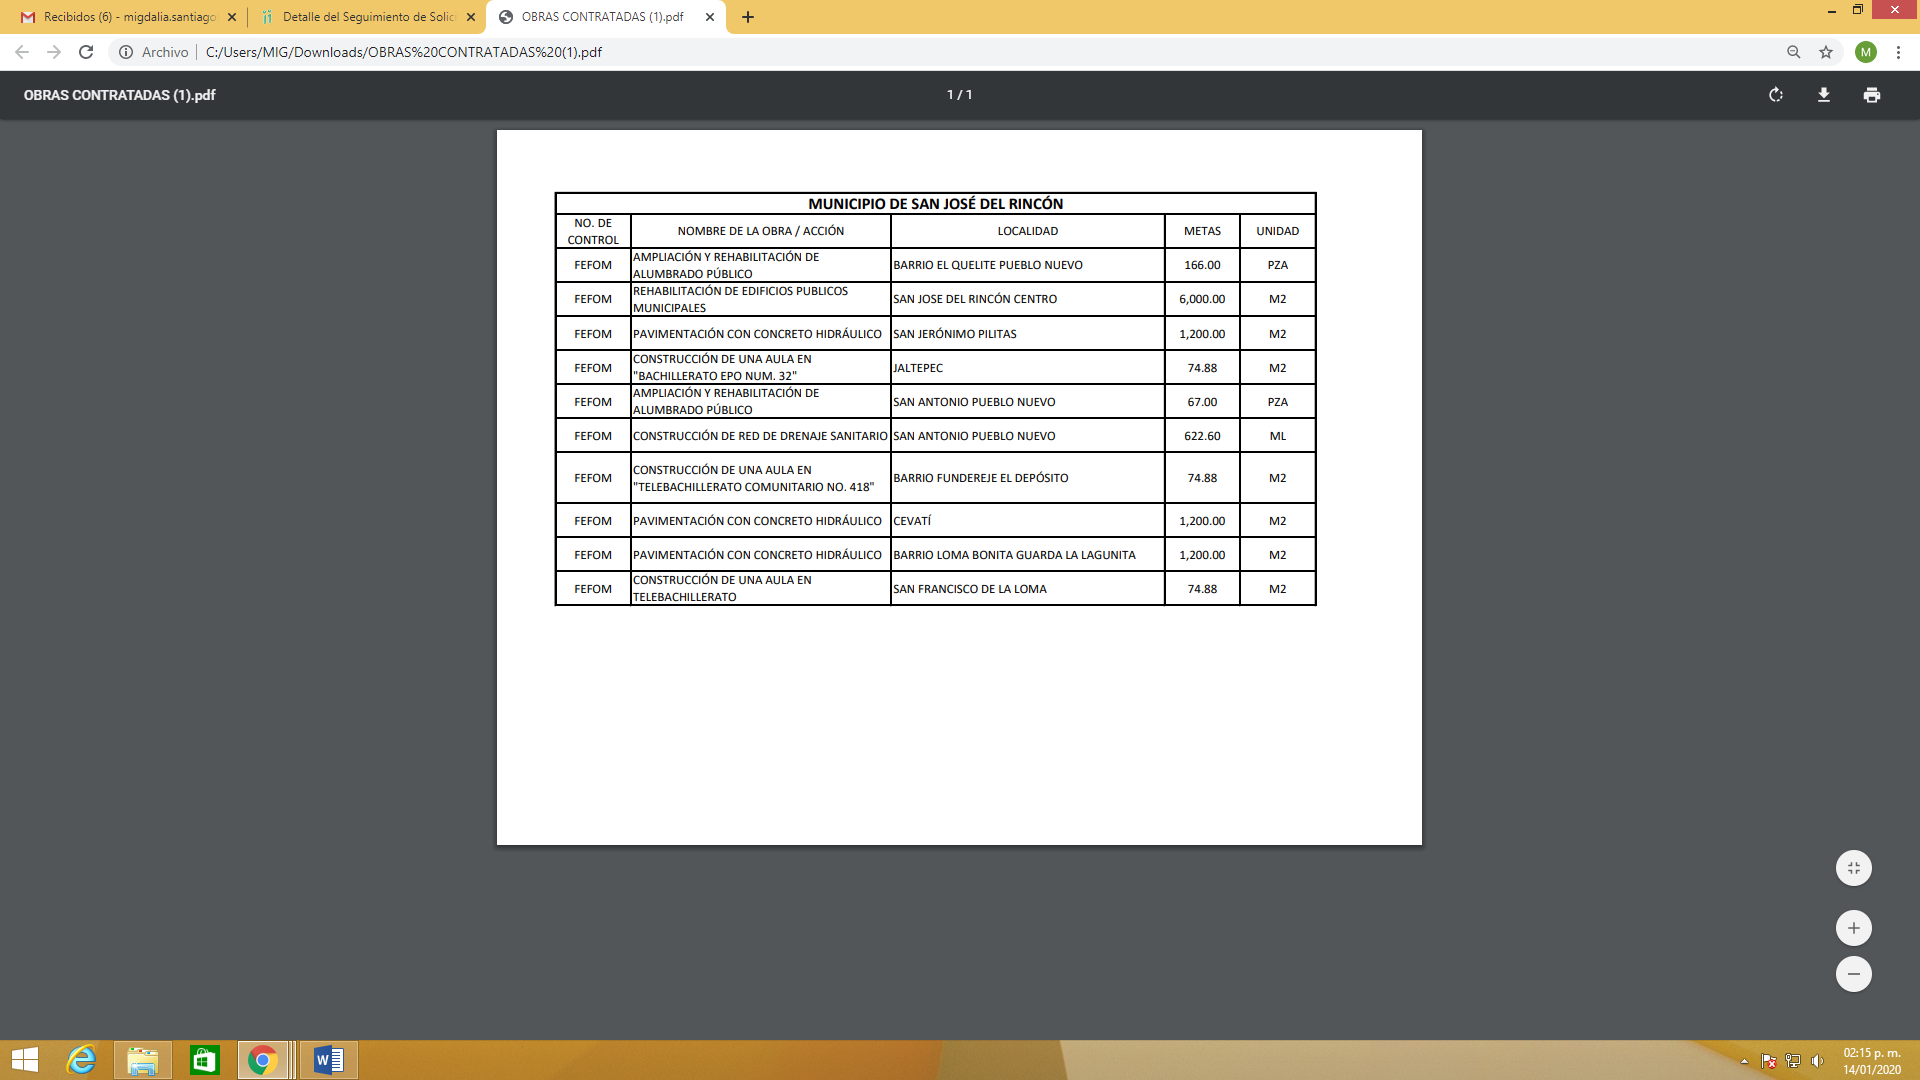 Recibidos (6) - migdalia.santiago
Detalle del Seguimiento de Solic
OBRAS CONTRATADAS (1).pdf
Archivo
C:/Users/MIG/Downloads/OBRAS%20CONTRATADAS%20(1).pdf
M
OBRAS CONTRATADAS (1).pdf
1 / 1
MUNICIPIO DE SAN JOSÉ DEL RINCÓN
NO. DE
CONTROL
NOMBRE DE LA OBRA / ACCIÓN
LOCALIDAD
METAS
UNIDAD
FEFOM
AMPLIACIÓN Y REHABILITACIÓN DE
ALUMBRADO PÚBLICO
BARRIO EL QUELITE PUEBLO NUEVO
166.00
PZA
FEFOM
REHABILITACIÓN DE EDIFICIOS PUBLICOS
MUNICIPALES
SAN JOSE DEL RINCÓN CENTRO
6,000.00
M2
FEFOM
PAVIMENTACIÓN CON CONCRETO HIDRÁULICO
SAN JERÓNIMO PILITAS
1,200.00
M2
FEFOM
CONSTRUCCIÓN DE UNA AULA EN
"BACHILLERATO EPO NUM. 32"
JALTEPEC
74.88
M2
FEFOM
AMPLIACIÓN Y REHABILITACIÓN DE
ALUMBRADO PÚBLICO
SAN ANTONIO PUEBLO NUEVO
67.00
PZA
FEFOM
CONSTRUCCIÓN DE RED DE DRENAJE SANITARIO
SAN ANTONIO PUEBLO NUEVO
622.60
ML
FEFOM
CONSTRUCCIÓN DE UNA AULA EN
"TELEBACHILLERATO COMUNITARIO NO. 418"
BARRIO FUNDEREJE EL DEPÓSITO
74.88
M2
FEFOM
PAVIMENTACIÓN CON CONCRETO HIDRÁULICO
CEVATÍ
1,200.00
M2
FEFOM
PAVIMENTACIÓN CON CONCRETO HIDRÁULICO
BARRIO LOMA BONITA GUARDA LA LAGUNITA
1,200.00
M2
FEFOM
CONSTRUCCIÓN DE UNA AULA EN
TELEBACHILLERATO
SAN FRANCISCO DE LA LOMA
74.88
M2
02:15 p. m.
14/01/2020